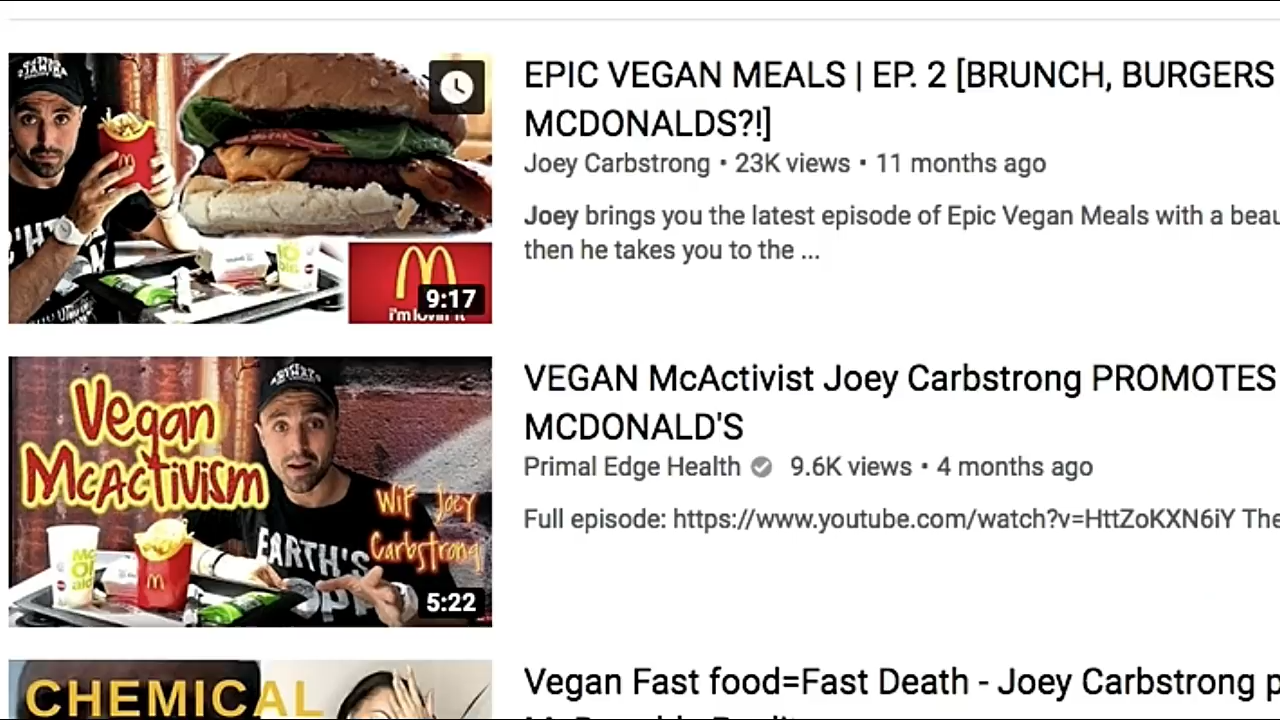 EPIC VEGAN MEALS | EP. 2 [BRUNCH, BURGERS
MCDONALDS?!]
Joey Carbstrong • 23K views • 11 months ago
Joey brings you the latest episode of Epic Vegan Meals with a beau
then he takes you to the ...
i'm lovin' it
9:17
VEGAN McActivist Joey Carbstrong PROMOTES
MCDONALD'S
Primal Edge Health 9.6K views • 4 months ago
Full episode: https://www.youtube.com/watch?v=HttZoKXN6iY The
Vegan
McActivism
Wif Joey
Carbstrong
EARTH'S
5:22
CHEMICAL
Vegan Fast food=Fast Death - Joey Carbstrong p